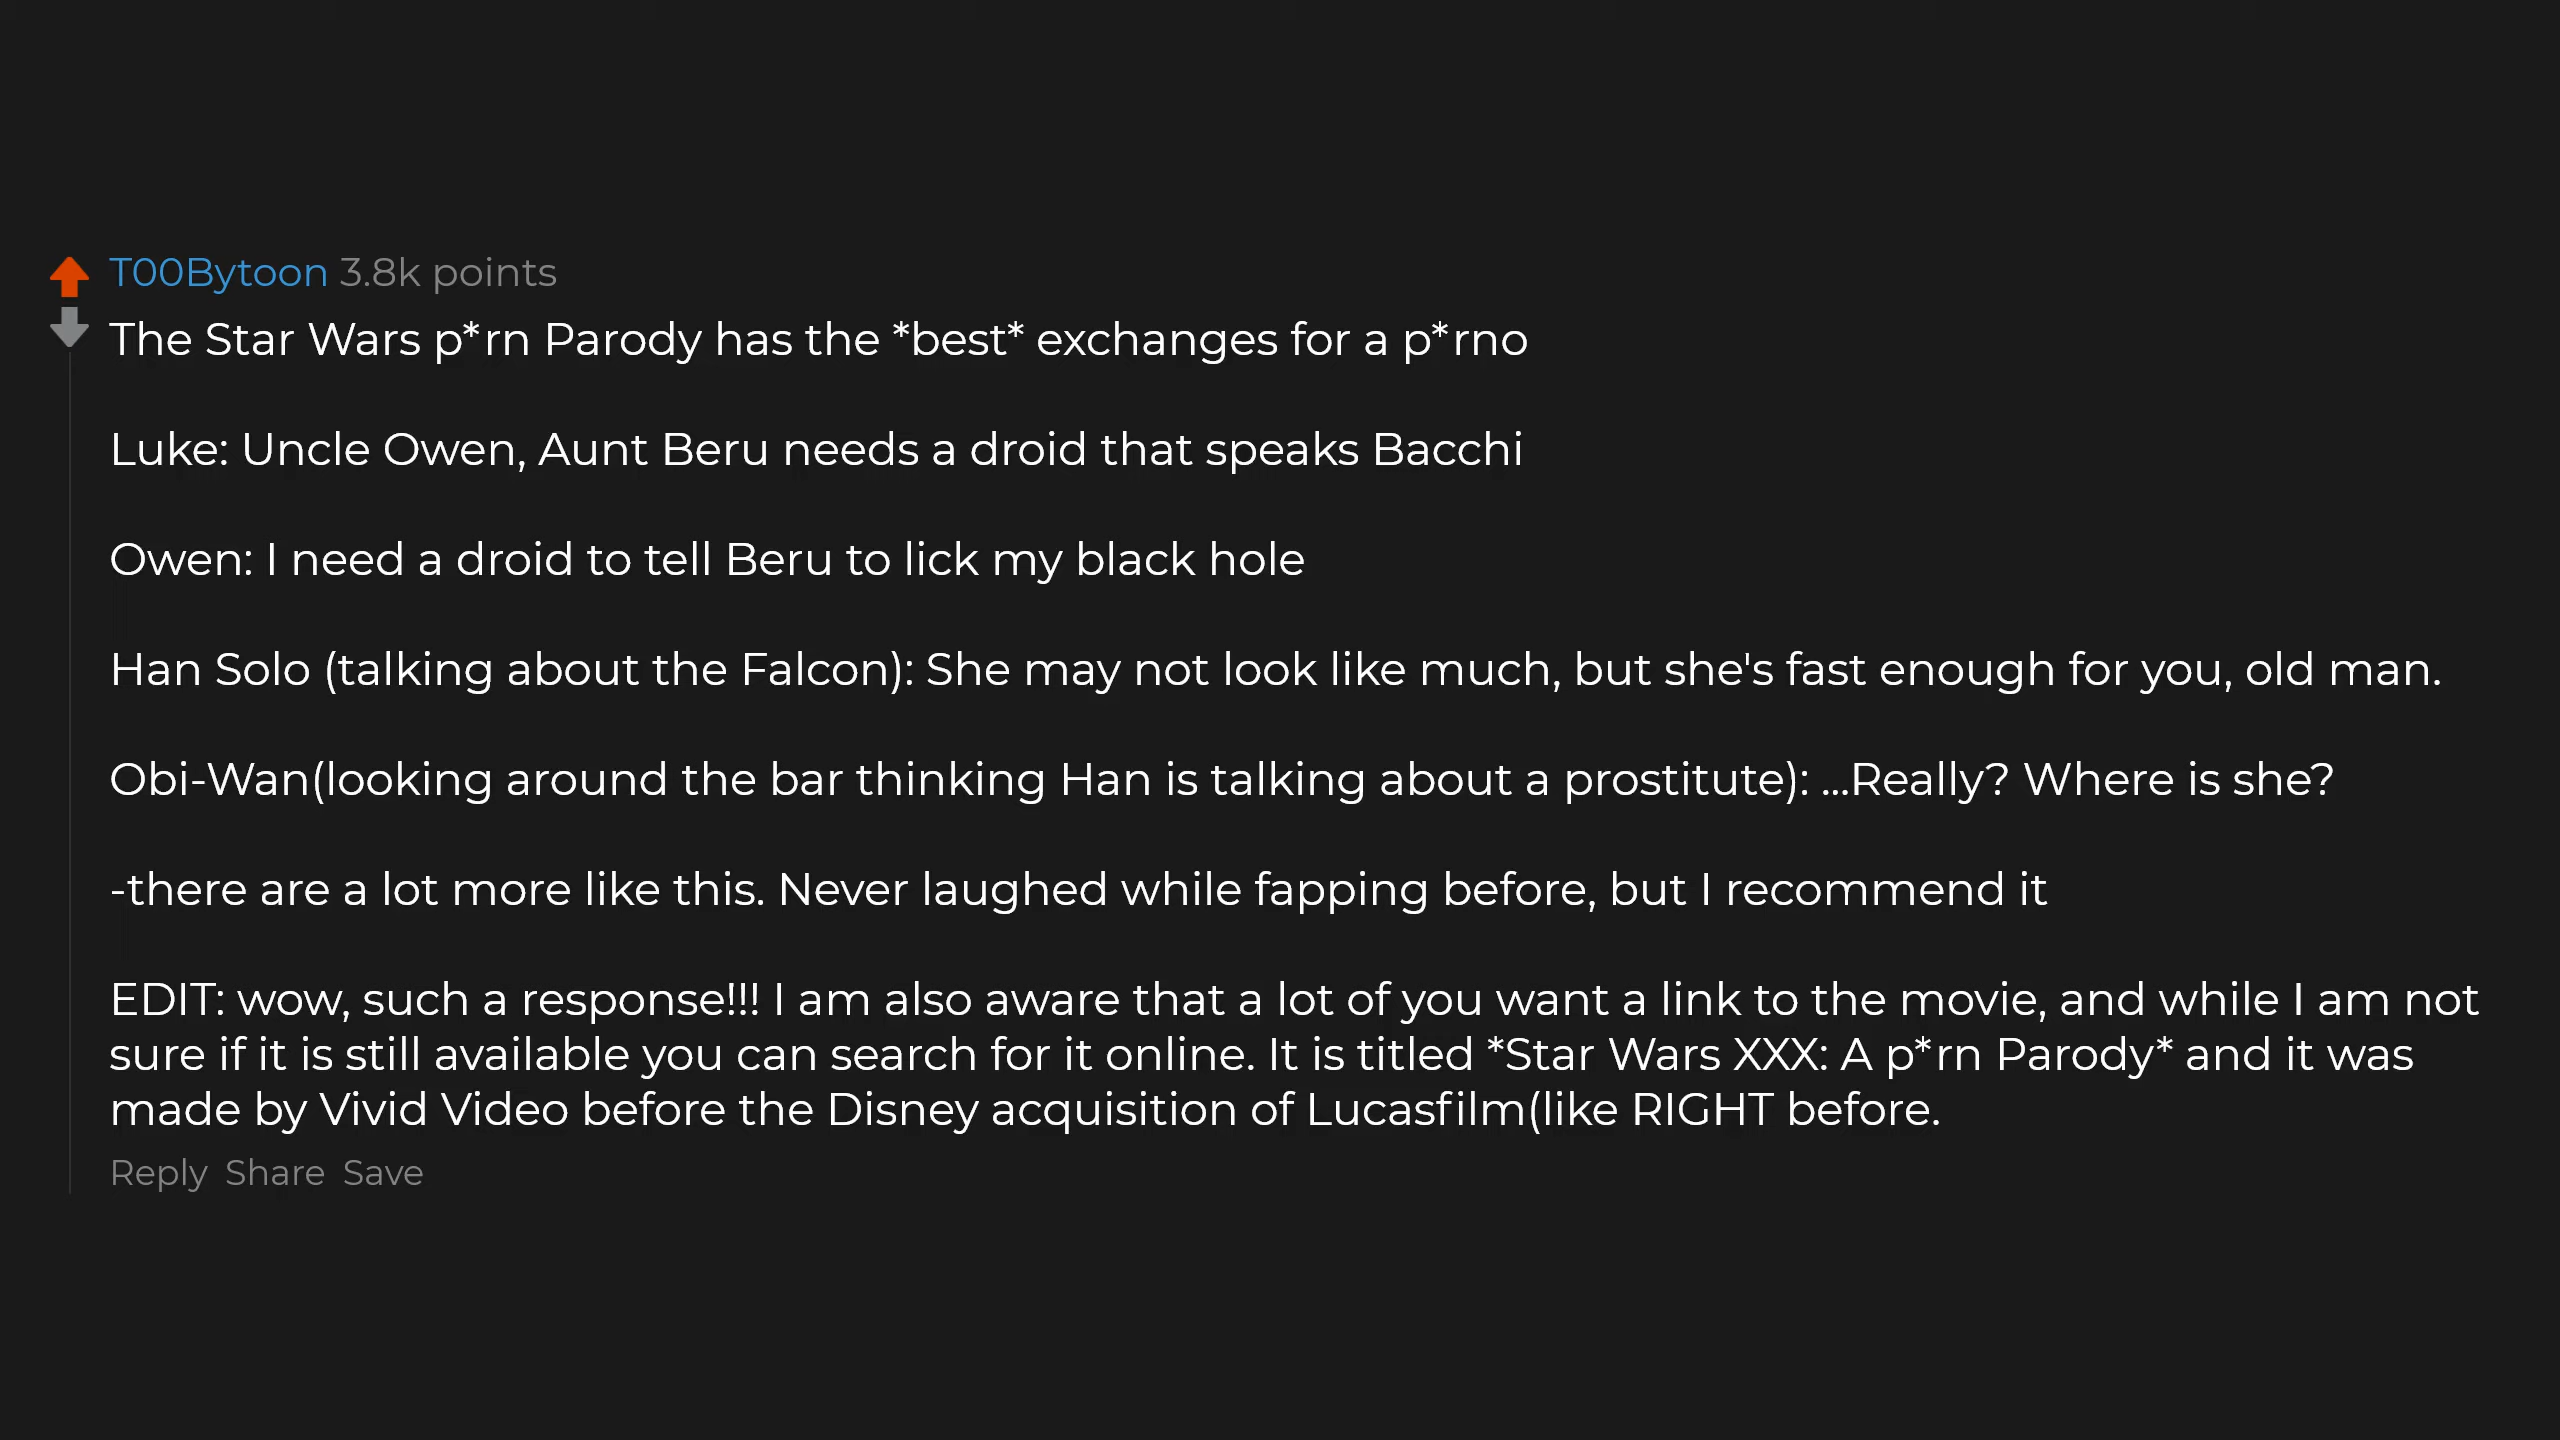 T00Bytoon 3.8k points
The Star Wars p*rn Parody has the *best* exchanges for a p*rno
Luke: Uncle Owen, Aunt Beru needs a droid that speaks Bacchi
Owen: I need a droid to tell Beru to lick my black hole
Han Solo (talking about the Falcon): She may not look like much, but she's fast enough for you, old man.
Obi-Wan(looking around the bar thinking Han is talking about a prostitute): ...Really? Where is she?
-there are a lot more like this. Never laughed while fapping before, but I recommend it
EDIT: wow, such a response!!! I am also aware that a lot of you want a link to the movie, and while I am not
sure if it is still available you can search for it online. It is titled *Star Wars XXX: A p*rn Parody* and it was
made by Vivid Video before the Disney acquisition of Lucasfilm(like RIGHT before.
Reply Share Save